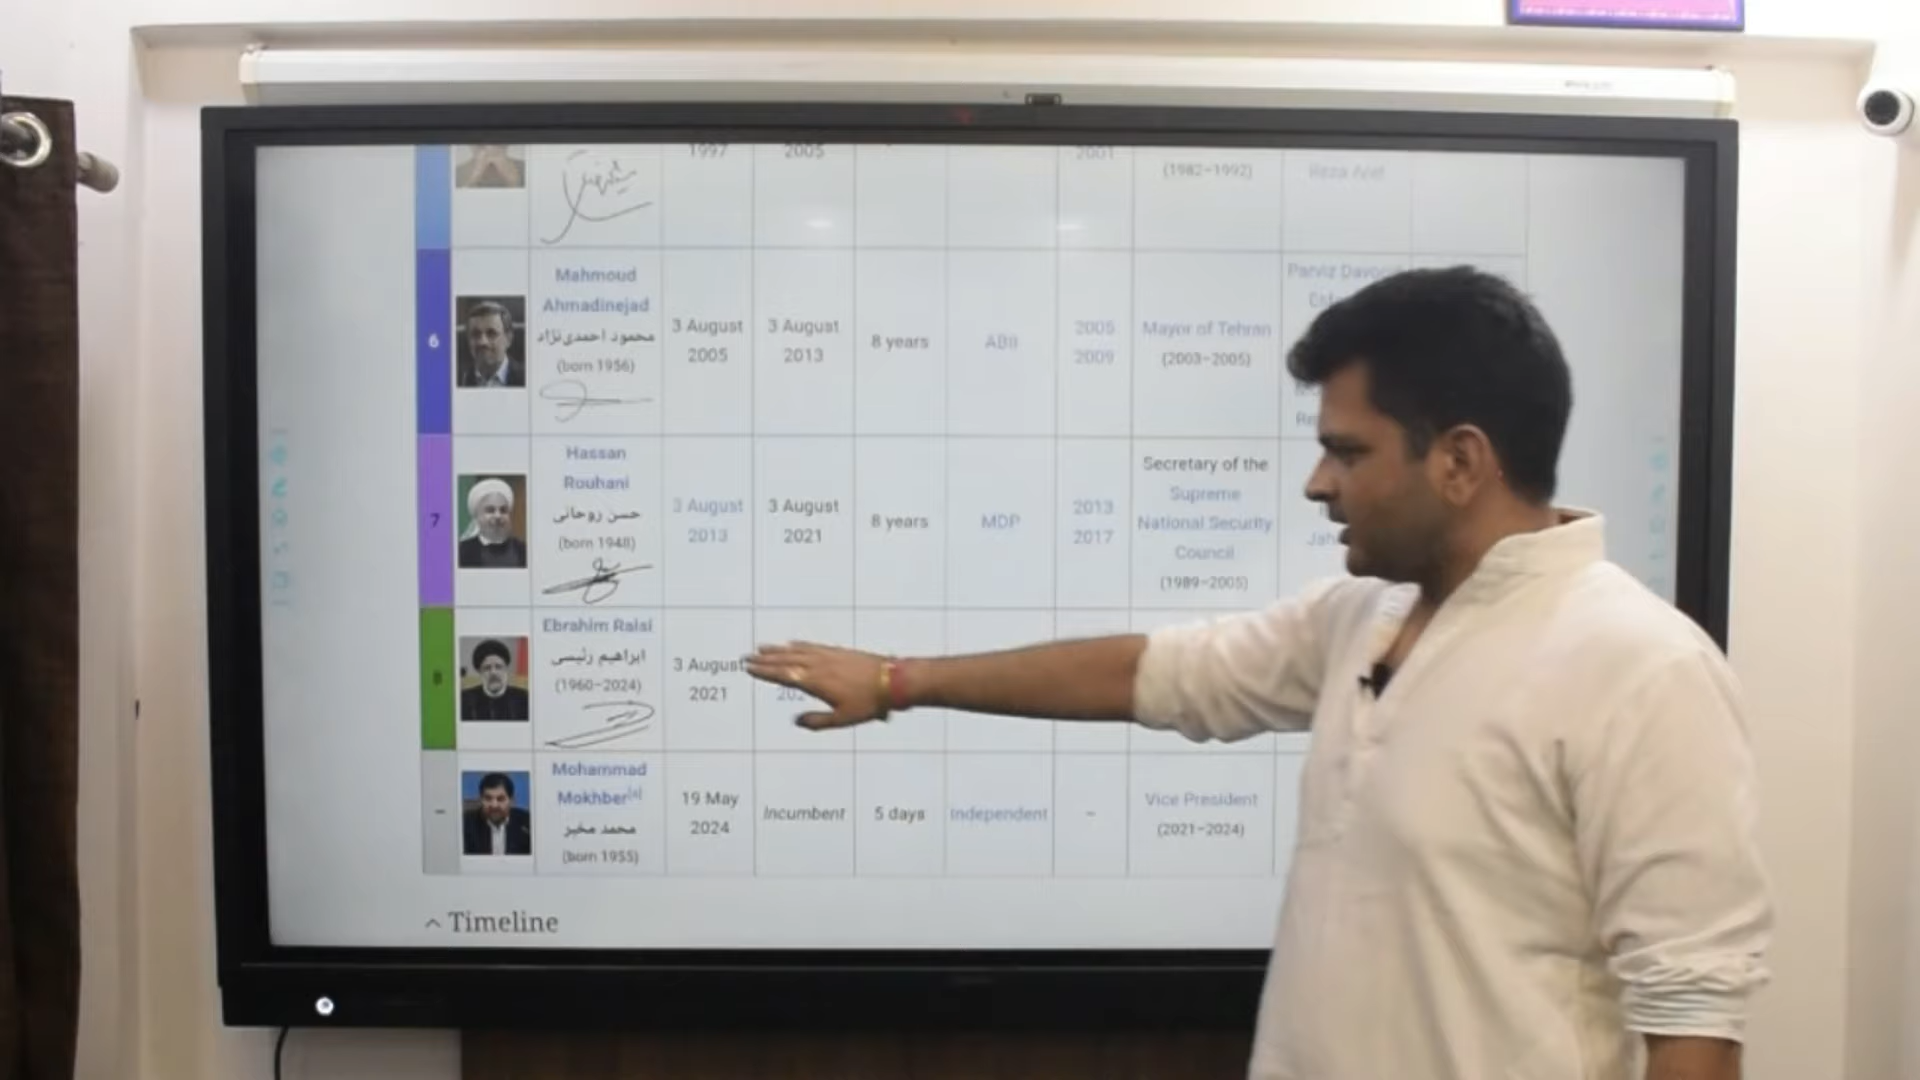 1997
2005
2001
(1982–1992)
Reza Aref
Mahmoud
Ahmadinejad
محمود احمدی‌نژاد
(born 1956)
6
3 August
2005
3 August
2013
8 years
ABII
2005
2009
Mayor of Tehran
(2003–2005)
Parviz
Hassan
Rouhani
حسن روحانی
(born 1948)
7
3 August
2013
3 August
2021
8 years
MDP
2013
2017
Secretary of the
Supreme
National Security
Council
(1989–2005)
Ebrahim Raisi
ابراهیم رئیسی
(1960–2024)
8
3 August
2021
Mohammad
Mokhber[a]
محمد مخبر
(born 1955)
–
19 May
2024
Incumbent
5 days
Independent
–
Vice President
(2021–2024)
^ Timeline